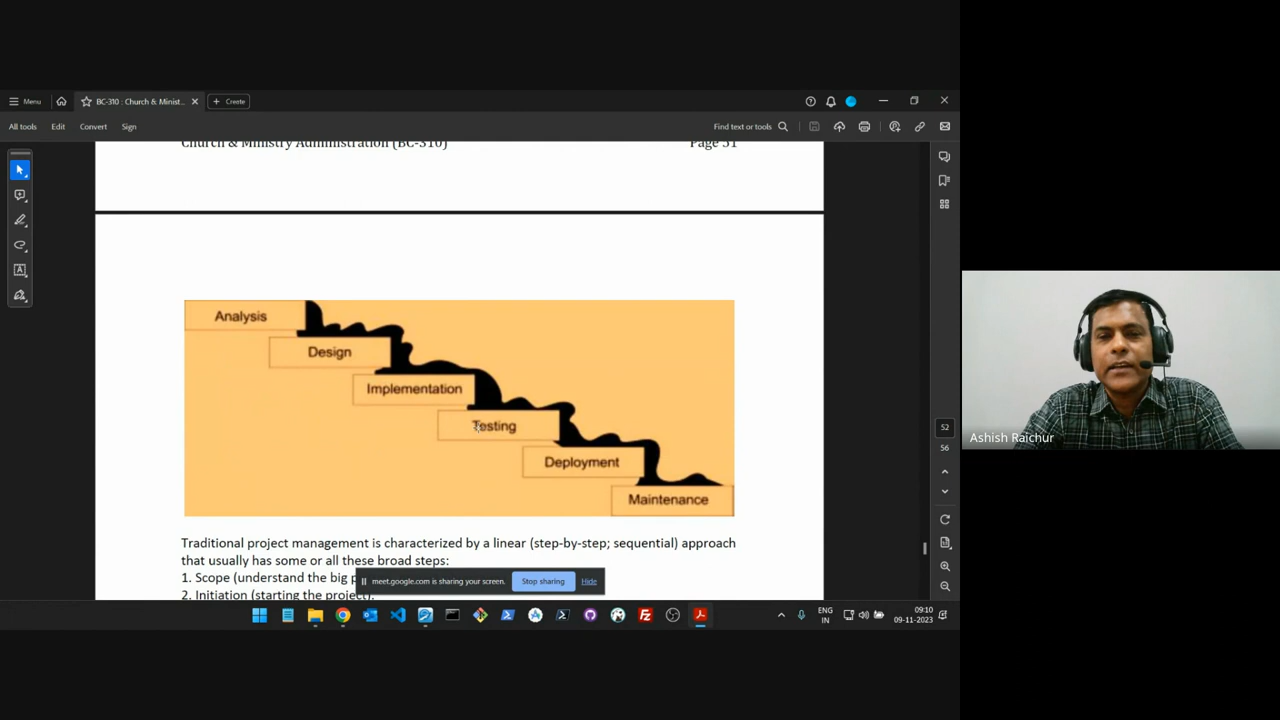 Menu
BC-310 : Church & Minist...
Create
All tools
Edit
Convert
Sign
Find text or tools
Church & Ministry Administration (BC-310)
Page 51
Analysis
Design
Implementation
Testing
Deployment
Maintenance
52
56
Ashish Raichur
Traditional project management is characterized by a linear (step-by-step; sequential) approach
that usually has some or all these broad steps:
1. Scope (understand the big p
2. Initiation (starting the project).
meet.google.com is sharing your screen.
Stop sharing
Hide
ENG
IN
09:10
09-11-2023